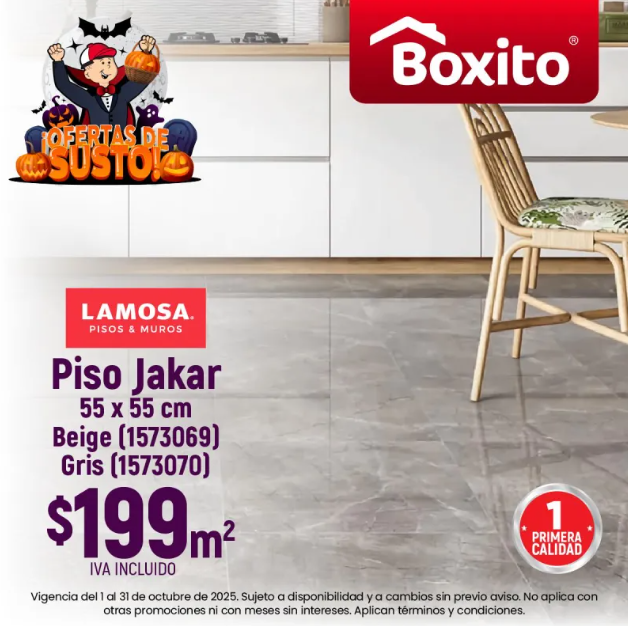 Boxito®
¡OFERTAS DE
SUSTO!
LAMOSA®
PISOS & MUROS
Piso Jakar
55 x 55 cm
Beige (1573069)
Gris (1573070)
$199m²
IVA INCLUIDO
1
PRIMERA
CALIDAD
Vigencia del 1 al 31 de octubre de 2025. Sujeto a disponibilidad y a cambios sin previo aviso. No aplica con
otras promociones ni con meses sin intereses. Aplican términos y condiciones.